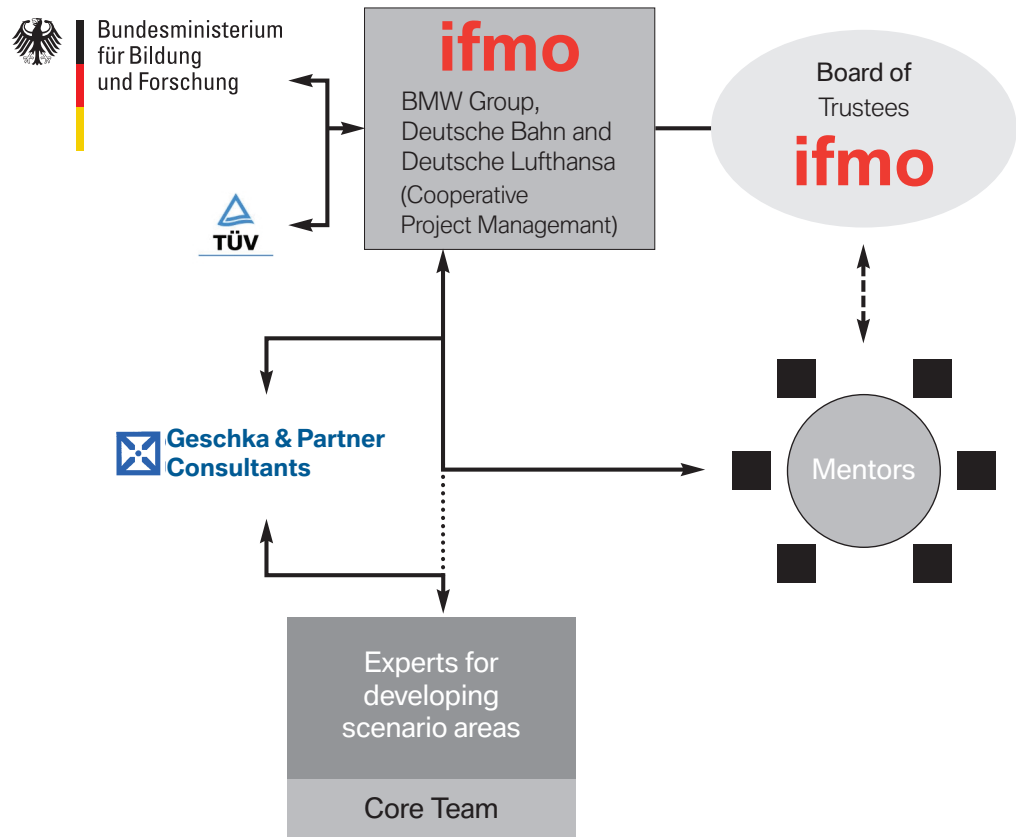 Bundesministerium
für Bildung
und Forschung
TÜV
ifmo
BMW Group,
Deutsche Bahn and
Deutsche Lufthansa
(Cooperative
Project Managemant)
Board of
Trustees
ifmo
Geschka & Partner
Consultants
Mentors
Experts for
developing
scenario areas
Core Team